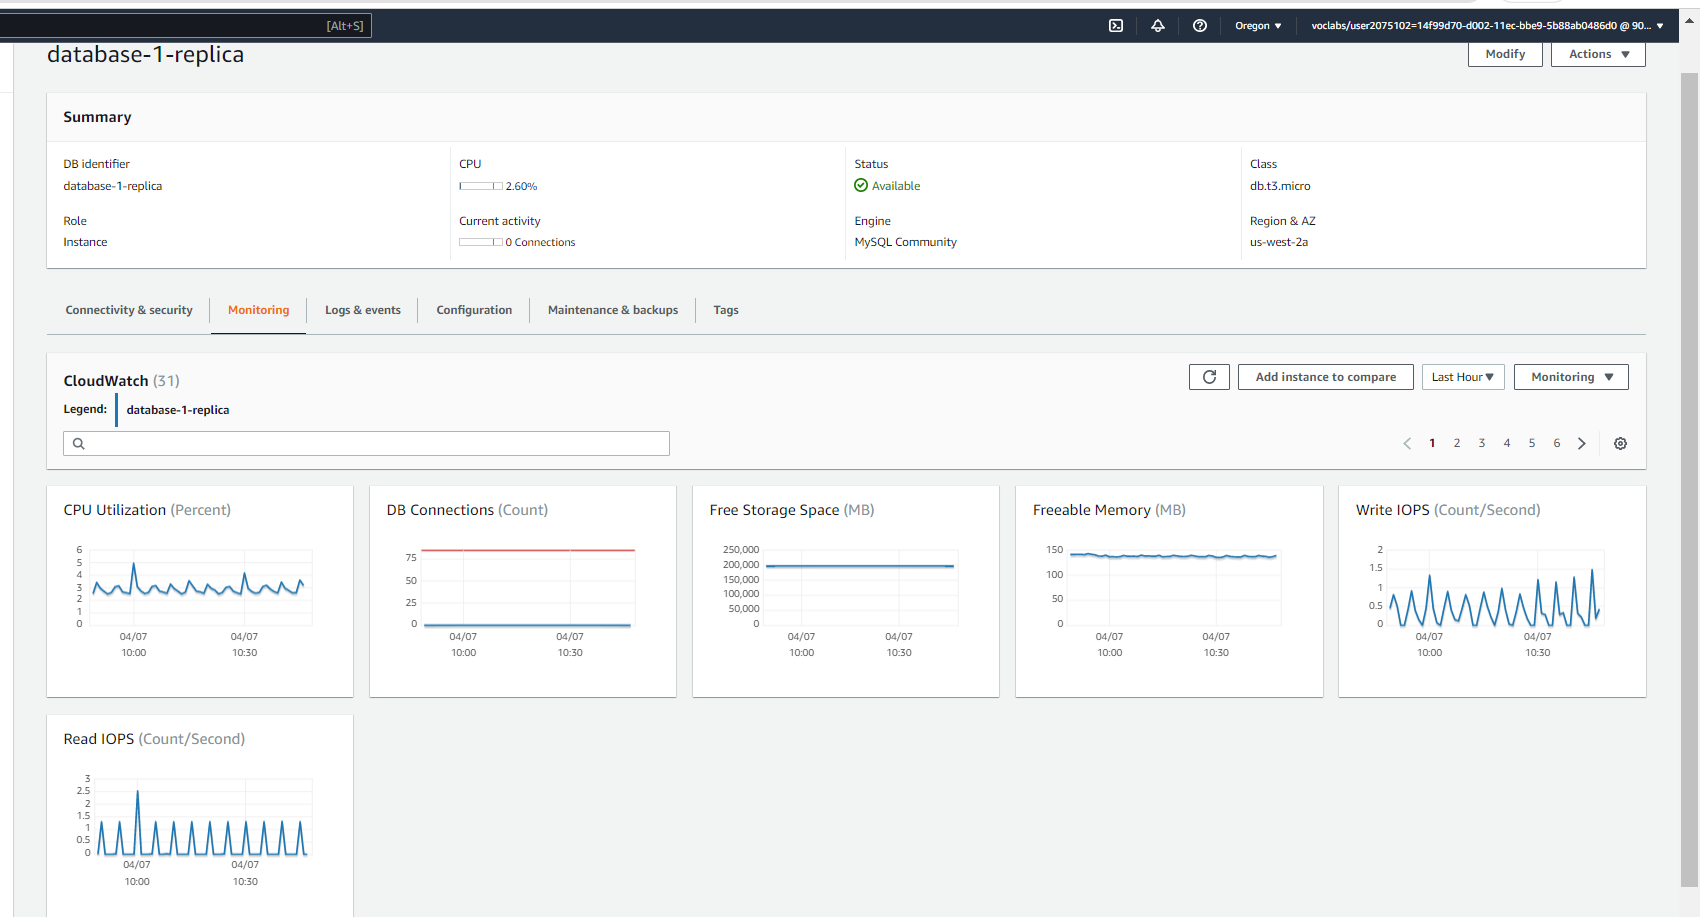 [Alt+S]
Oregon ▼
voclabs/user2075102=14f99d70-d002-11ec-bbe9-5b88ab0486d0 @ 90... ▼
database-1-replica
Modify
Actions ▼
Summary
DB identifier
database-1-replica
CPU
2.60%
Status
Available
Class
db.t3.micro
Role
Instance
Current activity
0 Connections
Engine
MySQL Community
Region & AZ
us-west-2a
Connectivity & security
Monitoring
Logs & events
Configuration
Maintenance & backups
Tags
CloudWatch (31)
Add instance to compare
Last Hour ▼
Monitoring ▼
Legend:
database-1-replica
1 2 3 4 5 6
CPU Utilization (Percent)
6
5
4
3
2
1
0
04/07
10:00
04/07
10:30
DB Connections (Count)
75
50
25
0
04/07
10:00
04/07
10:30
Free Storage Space (MB)
250,000
200,000
150,000
100,000
50,000
0
04/07
10:00
04/07
10:30
Freeable Memory (MB)
150
100
50
0
04/07
10:00
04/07
10:30
Write IOPS (Count/Second)
2
1.5
1
0.5
0
04/07
10:00
04/07
10:30
Read IOPS (Count/Second)
3
2.5
2
1.5
1
0.5
0
04/07
10:00
04/07
10:30